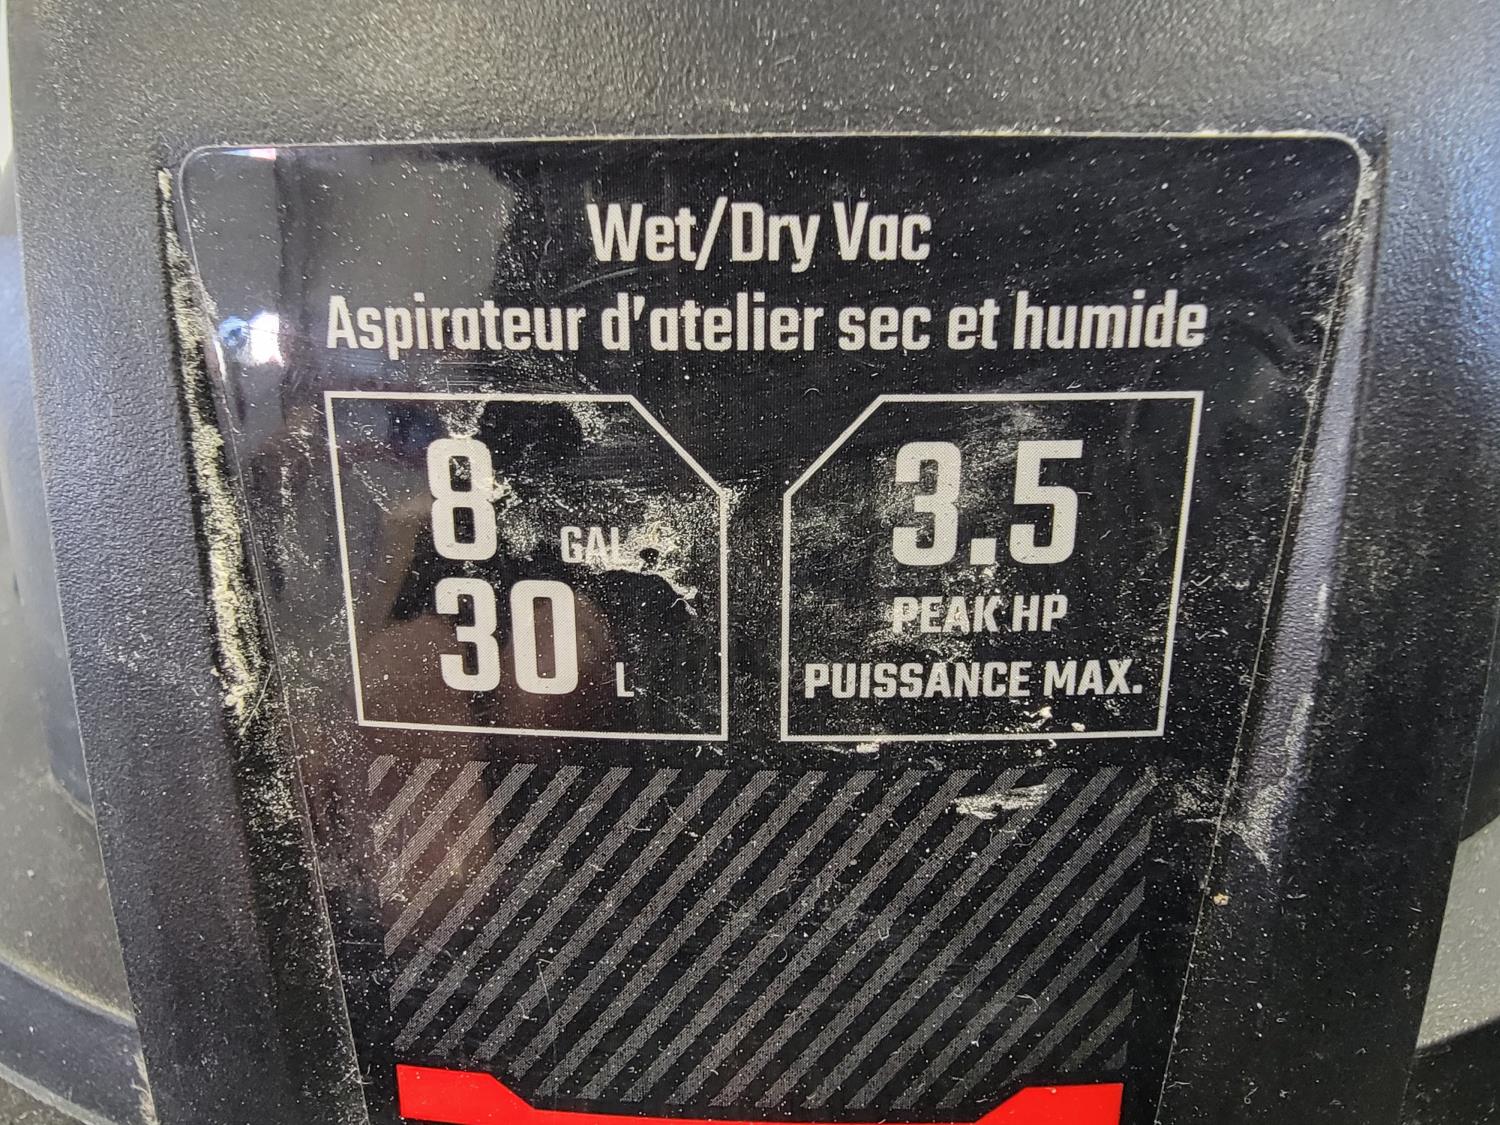 Wet/Dry Vac
Aspirateur d'atelier sec et humide
8 GAL
30 L
3.5
PEAK HP
PUISSANCE MAX.